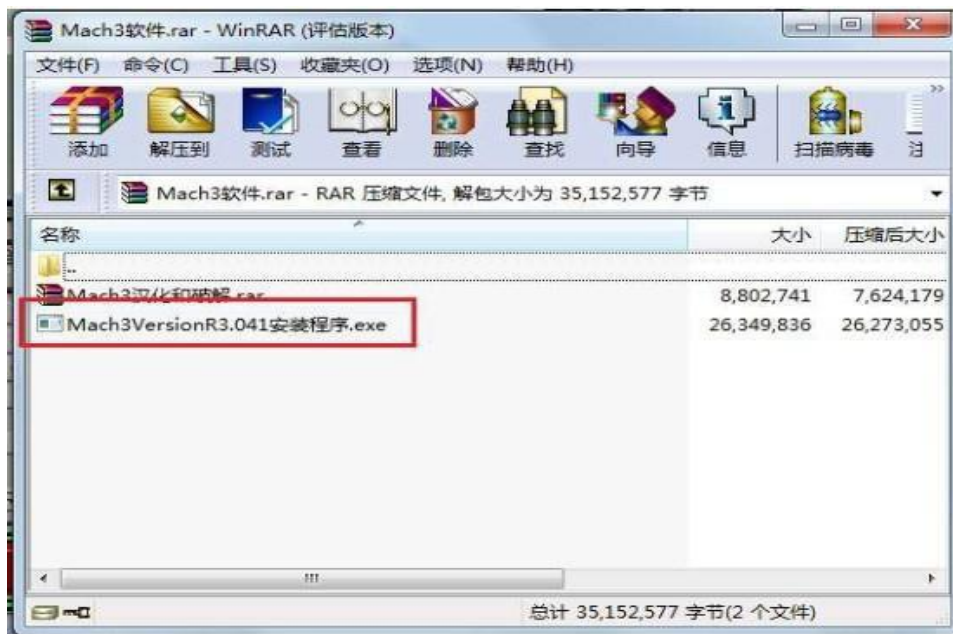 Mach3软件.rar - WinRAR (评估版本)
文件(F) 命令(C) 工具(S) 收藏夹(O) 选项(N) 帮助(H)
添加 解压到 测试 查看 删除 查找 向导 信息 扫描病毒 注
Mach3软件.rar - RAR 压缩文件, 解包大小为 35,152,577 字节
名称 大小 压缩后大小
..
Mach3汉化和破解.rar 8,802,741 7,624,179
Mach3VersionR3.041安装程序.exe 26,349,836 26,273,055
总计 35,152,577 字节(2 个文件)